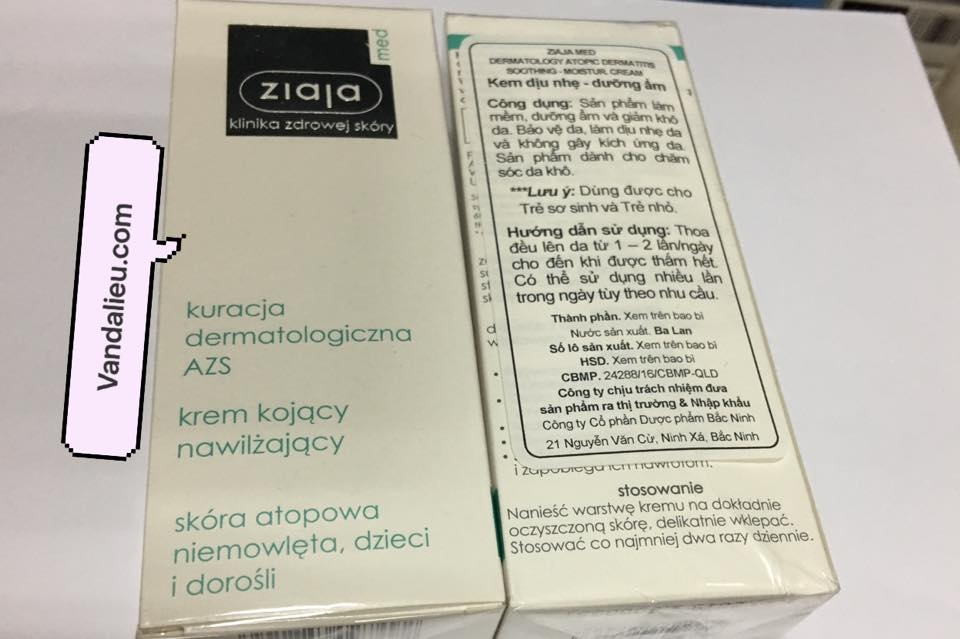 Vandalieu.com
ziaja
méd
klinika zdrowej skóry
kuracja
dermatologiczna
AZS
krem kojący
nawilżający
skóra atopowa
niemowlęta, dzieci
i dorośli
ZIAJA MED
DERMATOLOGY ATOPIC DERMATITIS
SOOTHING - MOISTUR. CREAM
Kem dịu nhẹ - dưỡng ẩm
Công dụng: Sản phẩm làm
mềm, dưỡng ẩm và giảm khô
da. Bảo vệ da, làm dịu nhẹ da
và không gây kích ứng da.
Sản phẩm dành cho chăm
sóc da khô.
***Lưu ý: Dùng được cho
Trẻ sơ sinh và Trẻ nhỏ.
Hướng dẫn sử dụng: Thoa
đều lên da từ 1 – 2 lần/ngày
cho đến khi được thấm hết.
Có thể sử dụng nhiều lần
trong ngày tùy theo nhu cầu.
Thành phần. Xem trên bao bì
Nước sản xuất. Ba Lan
Số lô sản xuất. Xem trên bao bì
HSD. Xem trên bao bì
CBMP. 24288/16/CBMP-QLD
Công ty chịu trách nhiệm đưa
sản phẩm ra thị trường & Nhập khẩu
Công ty Cổ phần Dược phẩm Bắc Ninh
21 Nguyễn Văn Cừ, Ninh Xá, Bắc Ninh
i zapobiega ich nawrotom.
stosowanie
Nanieść warstwę kremu na dokładnie
oczyszczoną skórę, delikatnie wklepać.
Stosować co najmniej dwa razy dziennie.